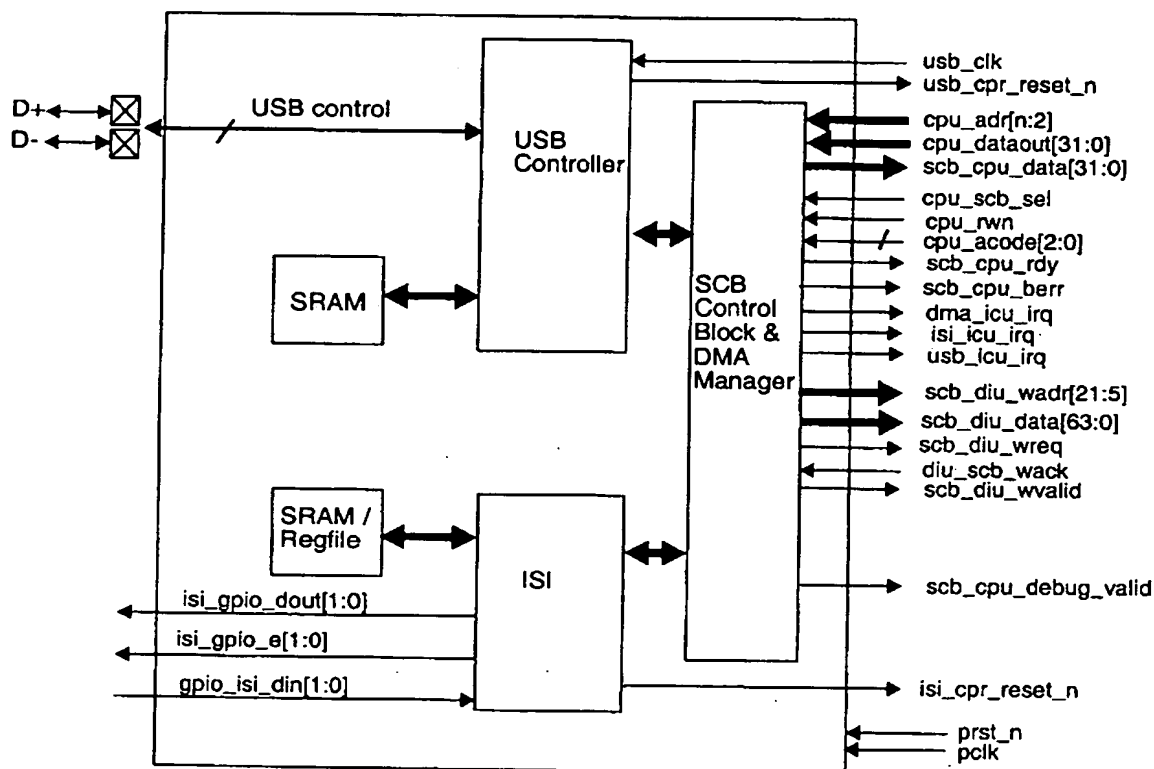 D+
D-
USB control
USB
Controller
SRAM
SRAM /
Regfile
ISI
SCB
Control
Block &
DMA
Manager
isi_gpio_dout[1:0]
isi_gpio_e[1:0]
gpio_isi_din[1:0]
usb_clk
usb_cpr_reset_n
cpu_adr[n:2]
cpu_dataout[31:0]
scb_cpu_data[31:0]
cpu_scb_sel
cpu_rwn
cpu_acode[2:0]
scb_cpu_rdy
scb_cpu_berr
dma_icu_irq
isi_icu_irq
usb_icu_irq
scb_diu_wadr[21:5]
scb_diu_data[63:0]
scb_diu_wreq
diu_scb_wack
scb_diu_wvalid
scb_cpu_debug_valid
isi_cpr_reset_n
prst_n
pclk